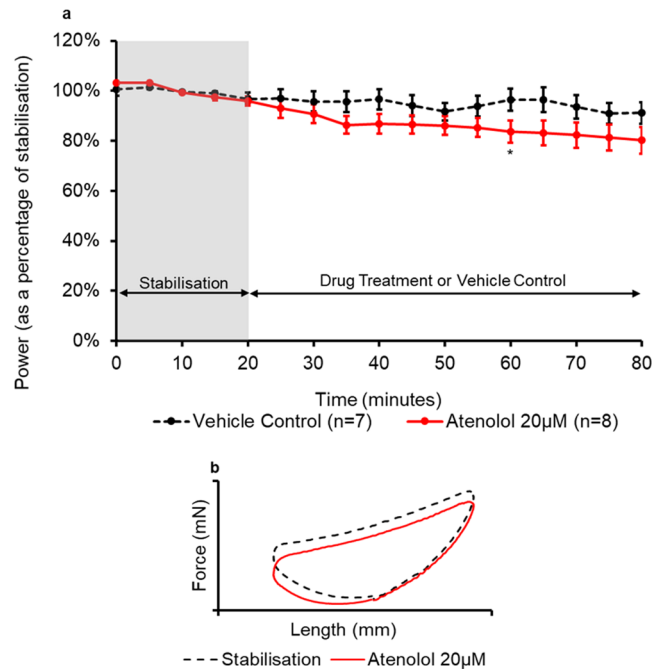 a
120%
100%
80%
60%
40%
20%
0%
Power (as a percentage of stabilisation)
*
Stabilisation
Drug Treatment or Vehicle Control
0 10 20 30 40 50 60 70 80
Time (minutes)
Vehicle Control (n=7) Atenolol 20µM (n=8)
b
Force (mN)
Length (mm)
Stabilisation Atenolol 20µM